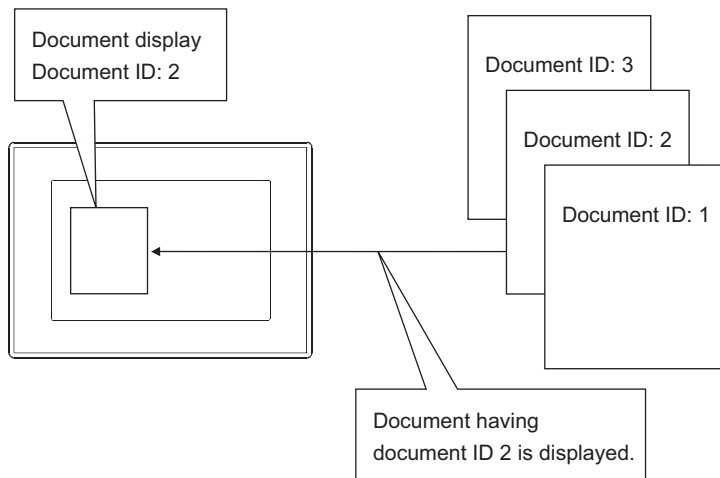 Document display
Document ID: 2
Document ID: 3
Document ID: 2
Document ID: 1
Document having
document ID 2 is displayed.